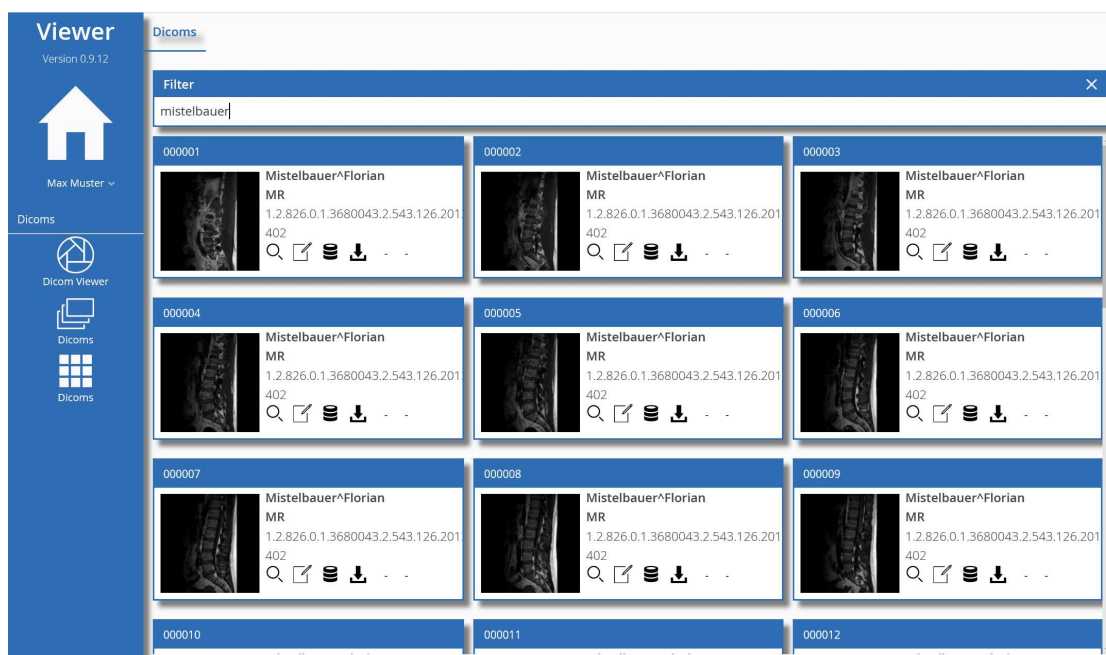 Viewer
Version 0.9.12
Max Muster
Dicoms
Dicom Viewer
Dicoms
Dicoms
Dicoms
Filter
mistelbauer
000001
Mistelbauer^Florian
MR
1.2.826.0.1.3680043.2.543.126.201
402
- -
000002
Mistelbauer^Florian
MR
1.2.826.0.1.3680043.2.543.126.201
402
- -
000003
Mistelbauer^Florian
MR
1.2.826.0.1.3680043.2.543.126.201
402
- -
000004
Mistelbauer^Florian
MR
1.2.826.0.1.3680043.2.543.126.201
402
- -
000005
Mistelbauer^Florian
MR
1.2.826.0.1.3680043.2.543.126.201
402
- -
000006
Mistelbauer^Florian
MR
1.2.826.0.1.3680043.2.543.126.201
402
- -
000007
Mistelbauer^Florian
MR
1.2.826.0.1.3680043.2.543.126.201
402
- -
000008
Mistelbauer^Florian
MR
1.2.826.0.1.3680043.2.543.126.201
402
- -
000009
Mistelbauer^Florian
MR
1.2.826.0.1.3680043.2.543.126.201
402
- -
000010
000011
000012